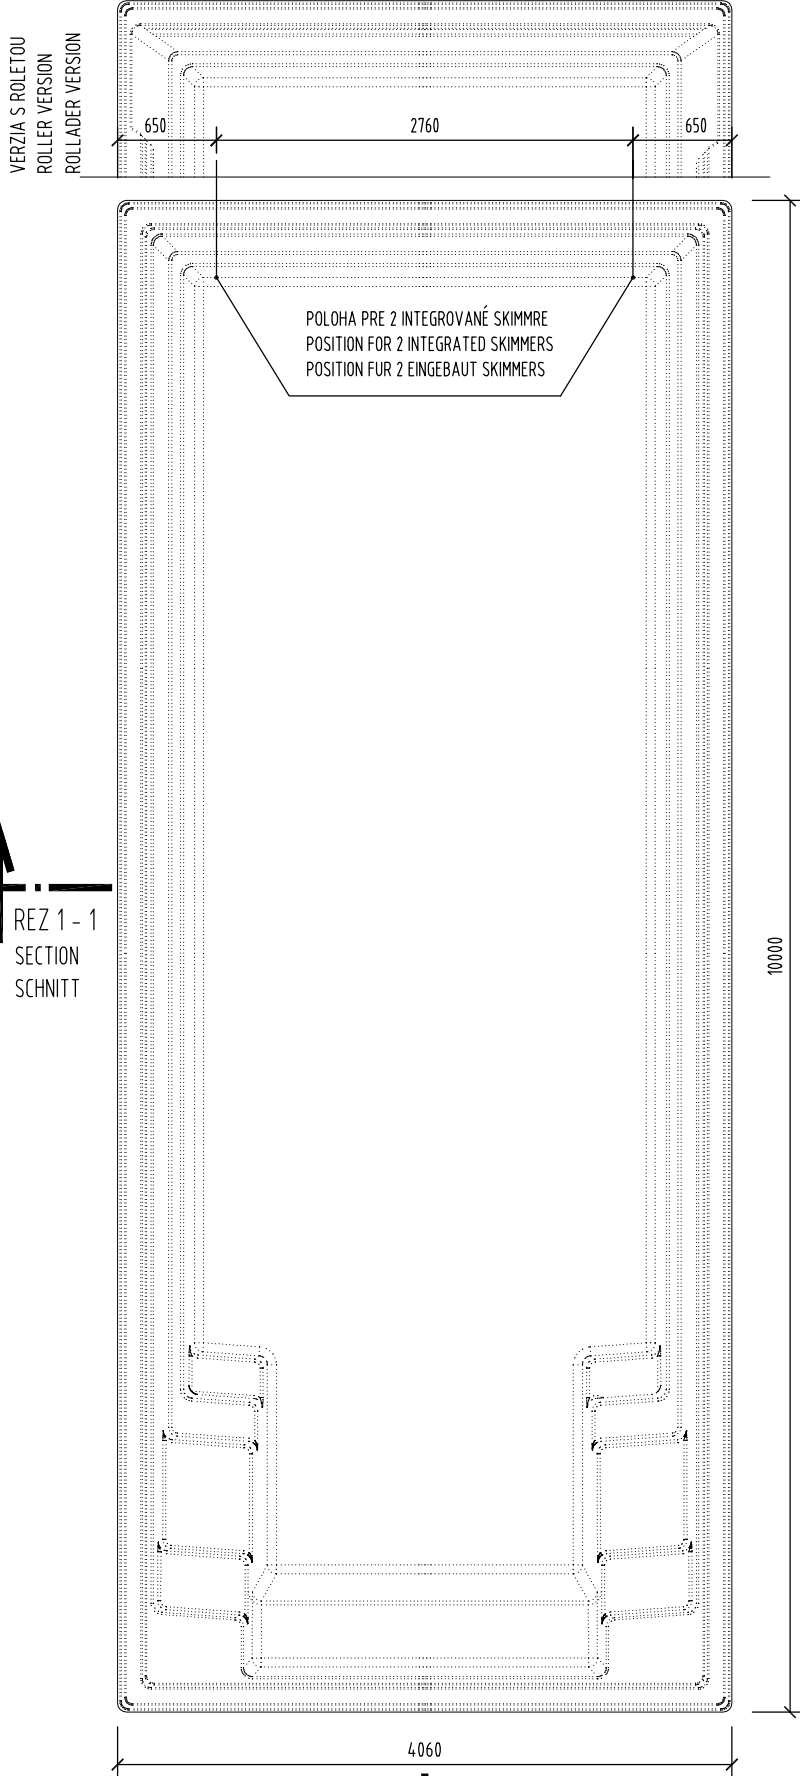 VERZIA S ROLETOU
ROLLER VERSION
ROLLADER VERSION
650
2760
650
POLOHA PRE 2 INTEGROVANÉ SKIMMRE
POSITION FOR 2 INTEGRATED SKIMMERS
POSITION FUR 2 EINGEBAUT SKIMMERS
REZ 1 - 1
SECTION
SCHNITT
10000
4060